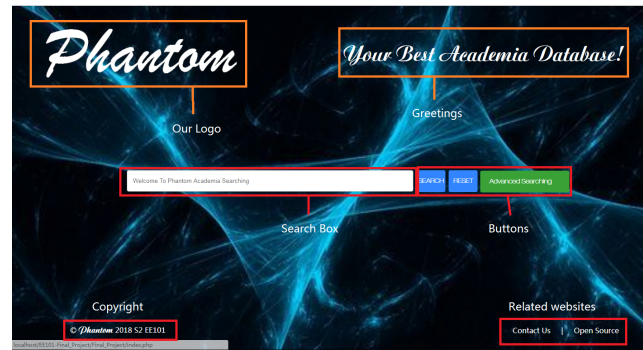 Phantom
Your Best Academia Database!
Our Logo
Greetings
Welcome To Phantom Academia Searching
SEARCH
RESET
Advanced Searching
Search Box
Buttons
Copyright
Related websites
© Phantom 2018 S2 EE101
Contact Us | Open Source
localhost/EE101-Final_Project/Final_Project/index.php